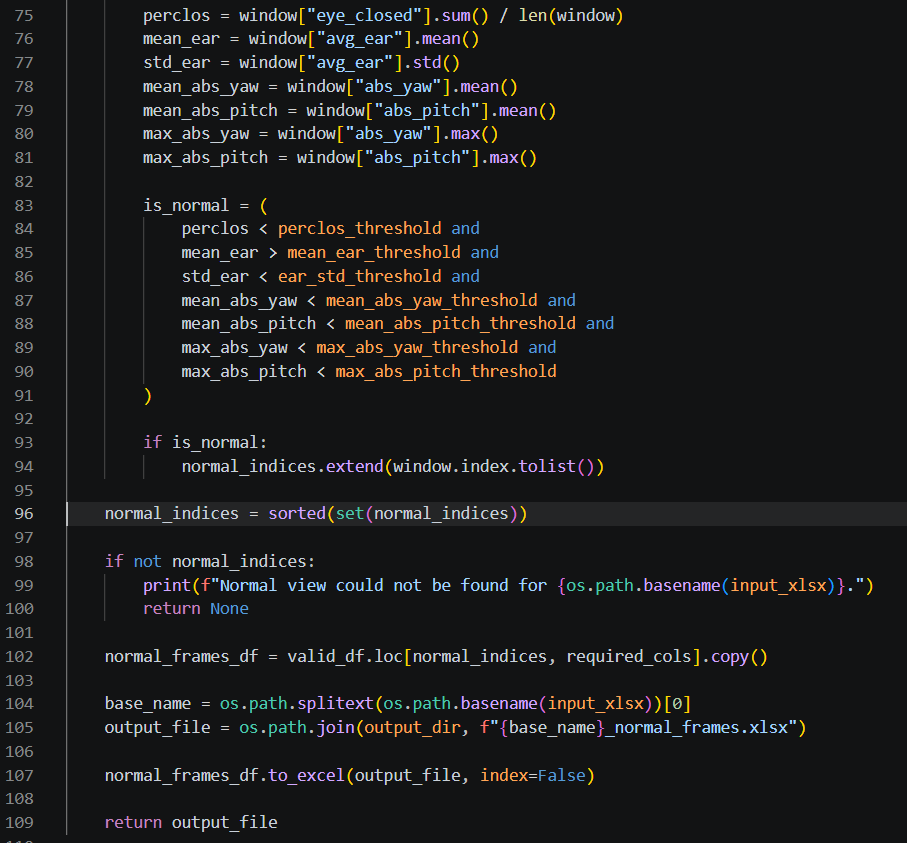 75 perclos = window["eye_closed"].sum() / len(window)
76 mean_ear = window["avg_ear"].mean()
77 std_ear = window["avg_ear"].std()
78 mean_abs_yaw = window["abs_yaw"].mean()
79 mean_abs_pitch = window["abs_pitch"].mean()
80 max_abs_yaw = window["abs_yaw"].max()
81 max_abs_pitch = window["abs_pitch"].max()
82
83 is_normal = (
84 perclos < perclos_threshold and
85 mean_ear > mean_ear_threshold and
86 std_ear < ear_std_threshold and
87 mean_abs_yaw < mean_abs_yaw_threshold and
88 mean_abs_pitch < mean_abs_pitch_threshold and
89 max_abs_yaw < max_abs_yaw_threshold and
90 max_abs_pitch < max_abs_pitch_threshold
91 )
92
93 if is_normal:
94 normal_indices.extend(window.index.tolist())
95
96 normal_indices = sorted(set(normal_indices))
97
98 if not normal_indices:
99 print(f"Normal view could not be found for {os.path.basename(input_xlsx)}.")
100 return None
101
102 normal_frames_df = valid_df.loc[normal_indices, required_cols].copy()
103
104 base_name = os.path.splitext(os.path.basename(input_xlsx))[0]
105 output_file = os.path.join(output_dir, f"{base_name}_normal_frames.xlsx")
106
107 normal_frames_df.to_excel(output_file, index=False)
108
109 return output_file